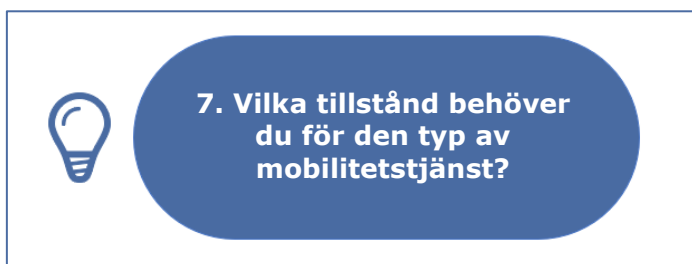 7. Vilka tillstånd behöver
du för den typ av
mobilitetstjänst?